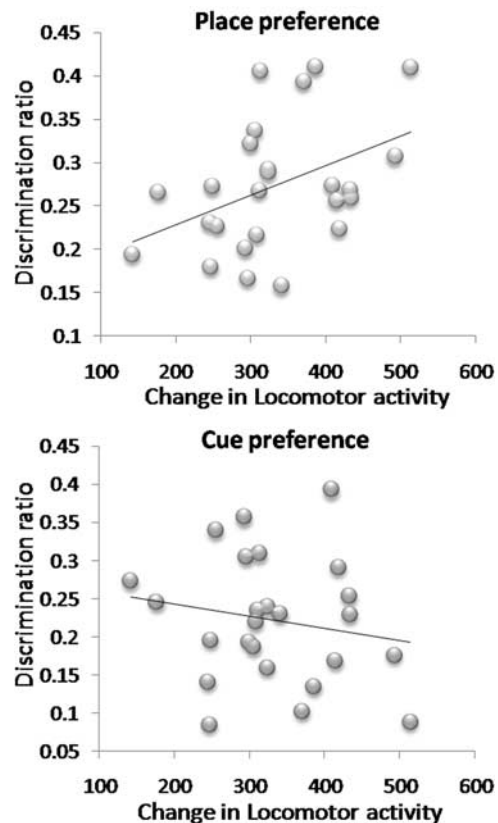 Place preference
Discrimination ratio
0.45
0.4
0.35
0.3
0.25
0.2
0.15
0.1
100 200 300 400 500 600
Change in Locomotor activity
Cue preference
Discrimination ratio
0.45
0.4
0.35
0.3
0.25
0.2
0.15
0.1
0.05
100 200 300 400 500 600
Change in Locomotor activity